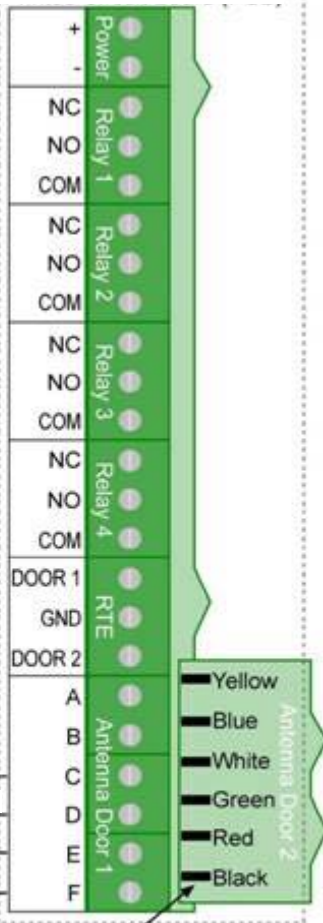 +
Power
-
NC
Relay 1
NO
COM
NC
Relay 2
NO
COM
NC
Relay 3
NO
COM
NC
Relay 4
NO
COM
DOOR 1
RTE
GND
DOOR 2
A
Antenna Door 1
B
C
D
E
F
Yellow
Antenna Door 2
Blue
White
Green
Red
Black